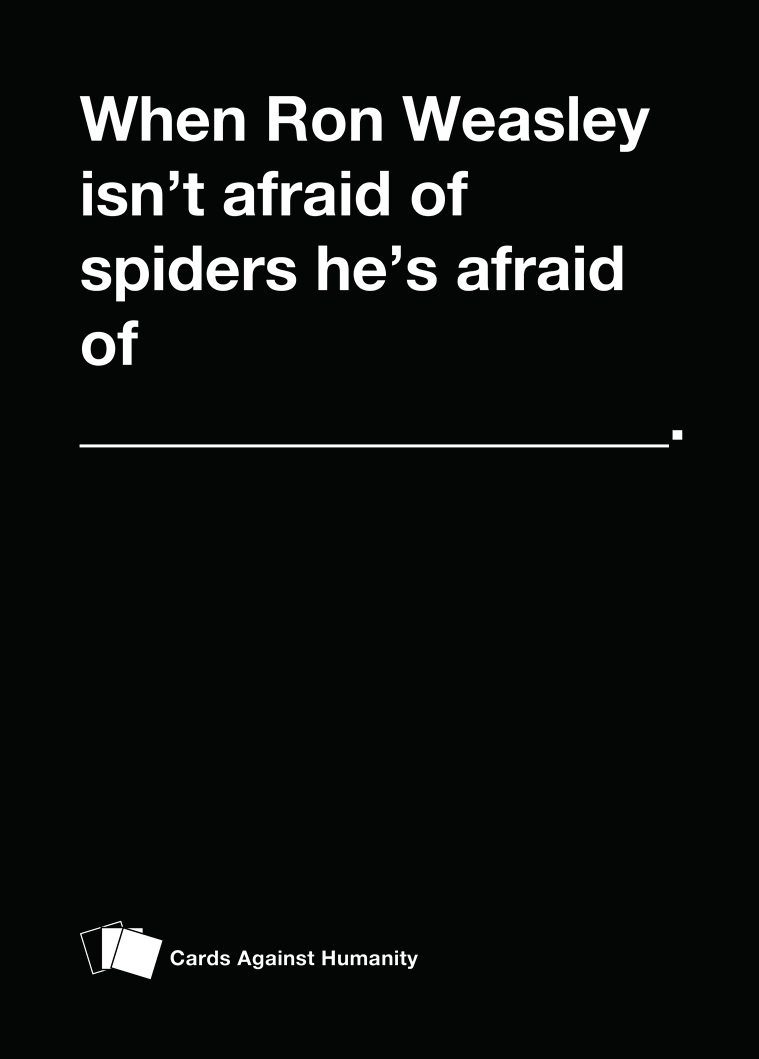 When Ron Weasley
isn’t afraid of
spiders he’s afraid
of
____________________.
Cards Against Humanity